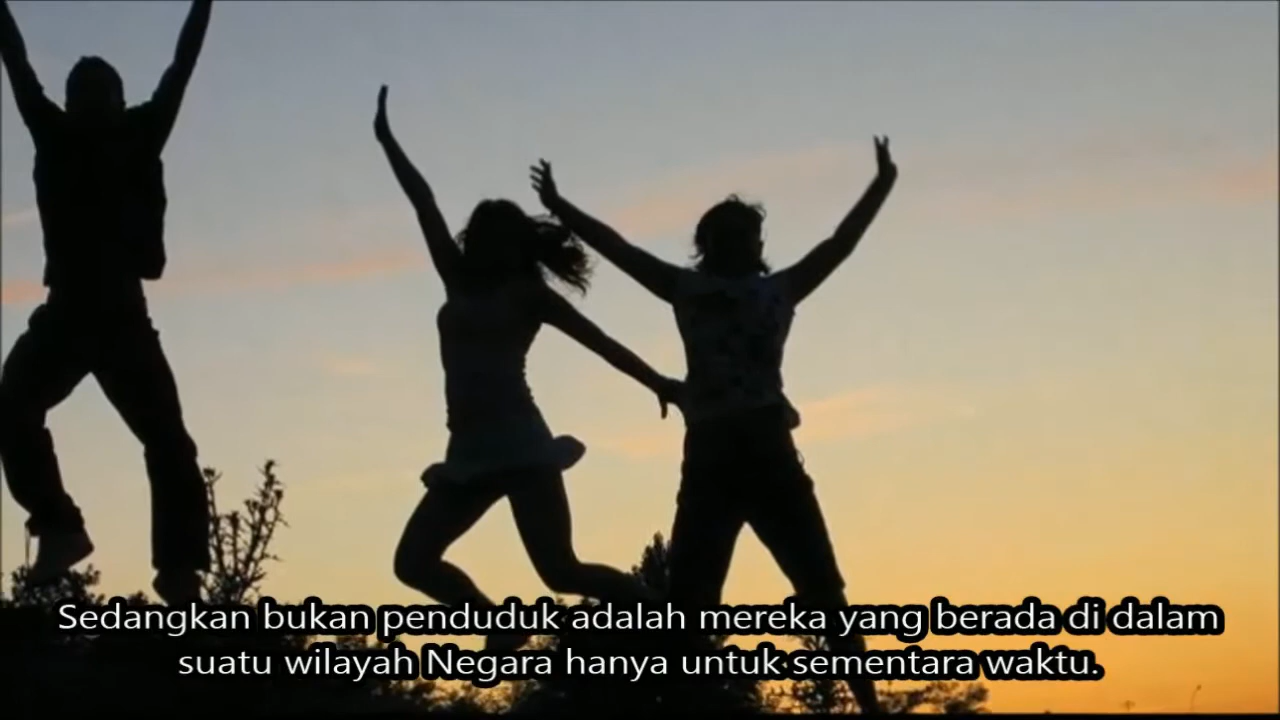 Sedangkan bukan penduduk adalah mereka yang berada di dalam
suatu wilayah Negara hanya untuk sementara waktu.